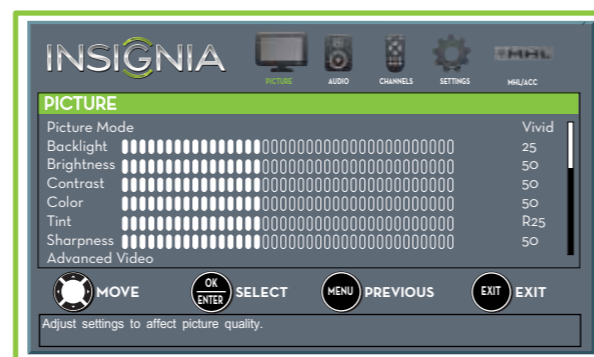 INSIGNIA
PICTURE AUDIO CHANNELS SETTINGS MHL/ACC
MHL
PICTURE
Picture Mode Vivid
Backlight 25
Brightness 50
Contrast 50
Color 50
Tint R25
Sharpness 50
Advanced Video
MOVE OK ENTER SELECT MENU PREVIOUS EXIT EXIT
Adjust settings to affect picture quality.